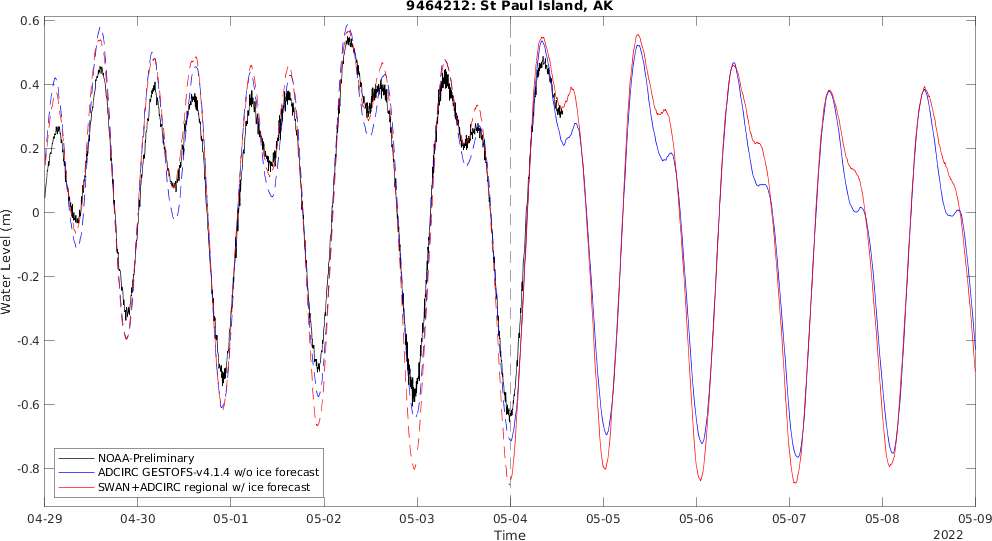 9464212: St Paul Island, AK
0.6
0.4
0.2
0
-0.2
-0.4
-0.6
-0.8
Water Level (m)
NOAA-Preliminary
ADCIRC GESTOFS-v4.1.4 w/o ice forecast
SWAN+ADCIRC regional w/ ice forecast
04-29 04-30 05-01 05-02 05-03 05-04 05-05 05-06 05-07 05-08 05-09
Time
2022